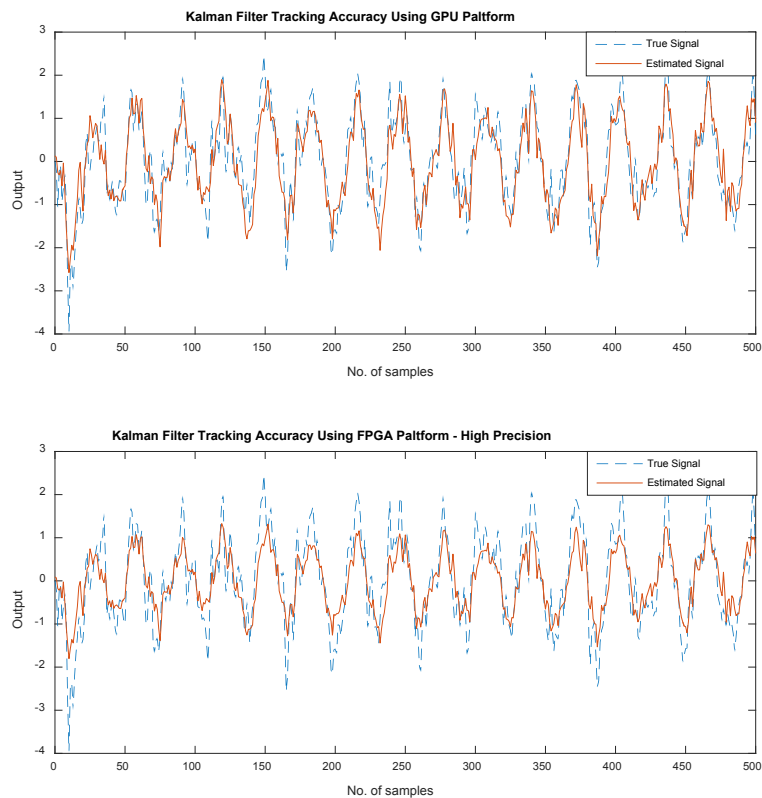 Kalman Filter Tracking Accuracy Using GPU Paltform
3
2
1
0
-1
-2
-3
-4
Output
True Signal
Estimated Signal
0 50 100 150 200 250 300 350 400 450 500
No. of samples
Kalman Filter Tracking Accuracy Using FPGA Paltform - High Precision
3
2
1
0
-1
-2
-3
-4
Output
True Signal
Estimated Signal
0 50 100 150 200 250 300 350 400 450 500
No. of samples